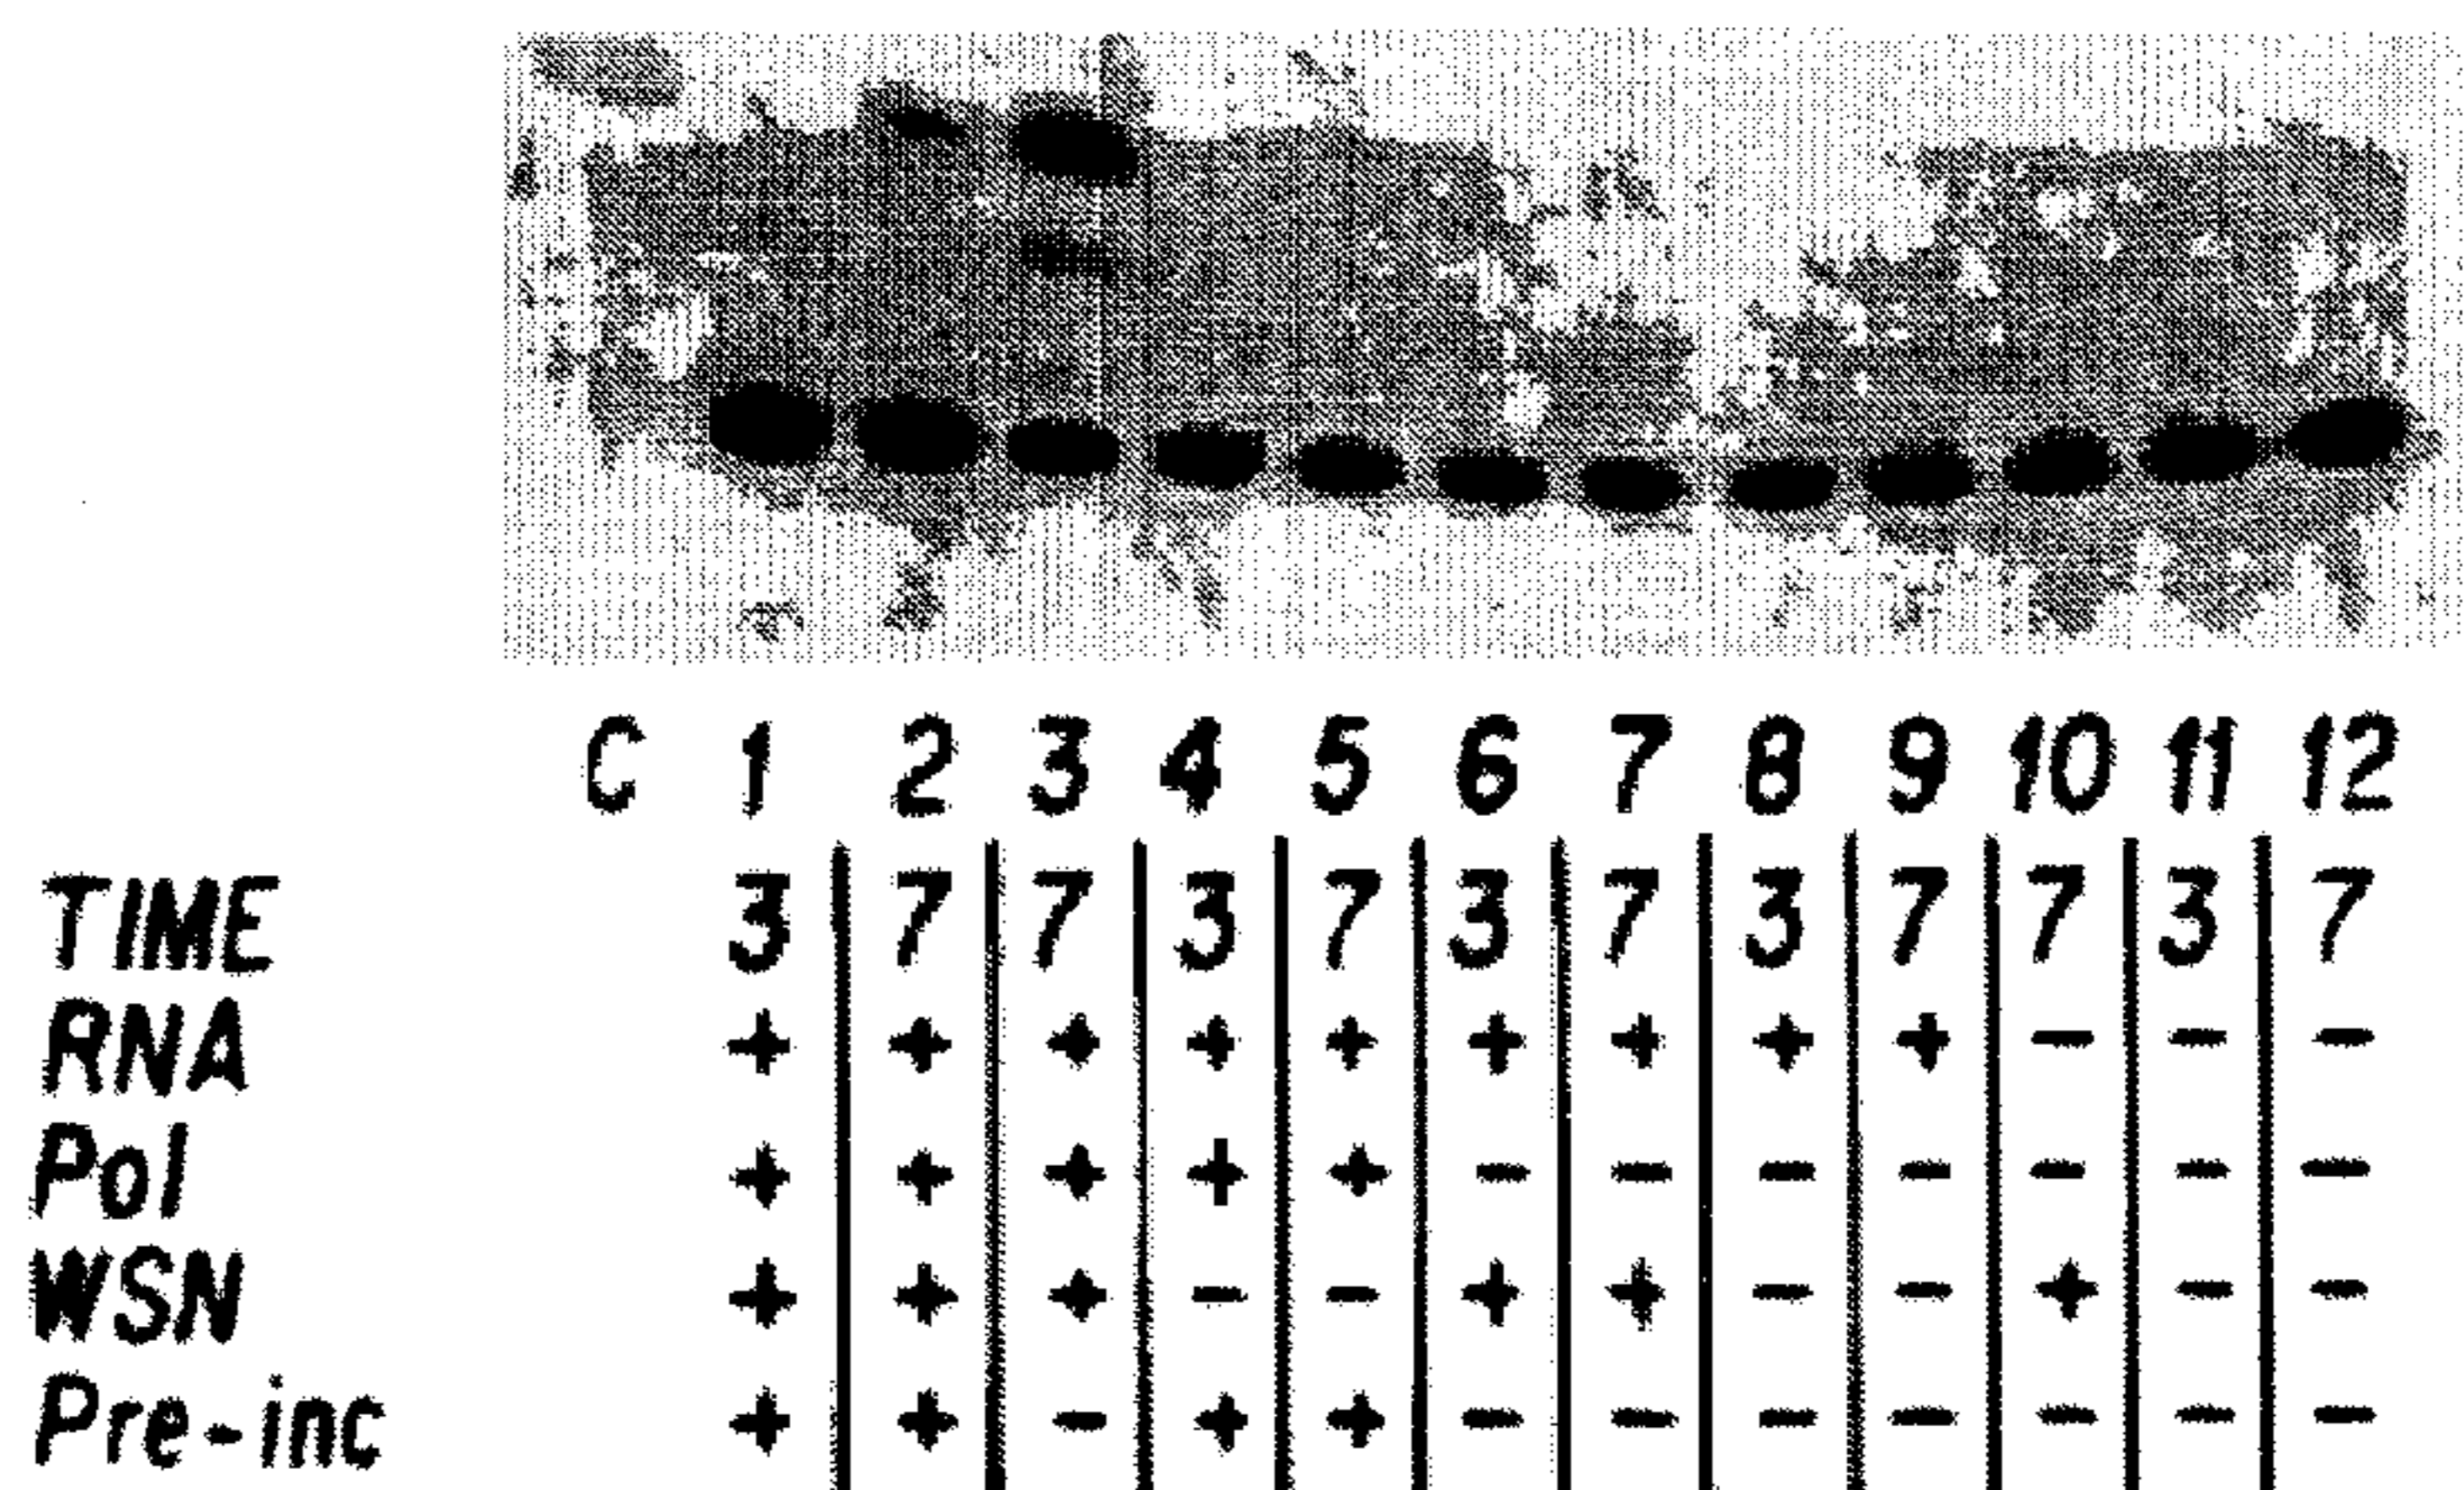 C 1 2 3 4 5 6 7 8 9 10 11 12
TIME 3 7 7 3 7 3 7 3 7 7 3 7
RNA + + + + + + + + + - - -
Pol + + + + + - - - - - - -
WSN + + + - - + + - - + - -
Pre-inc + + - + + - - - - - - -